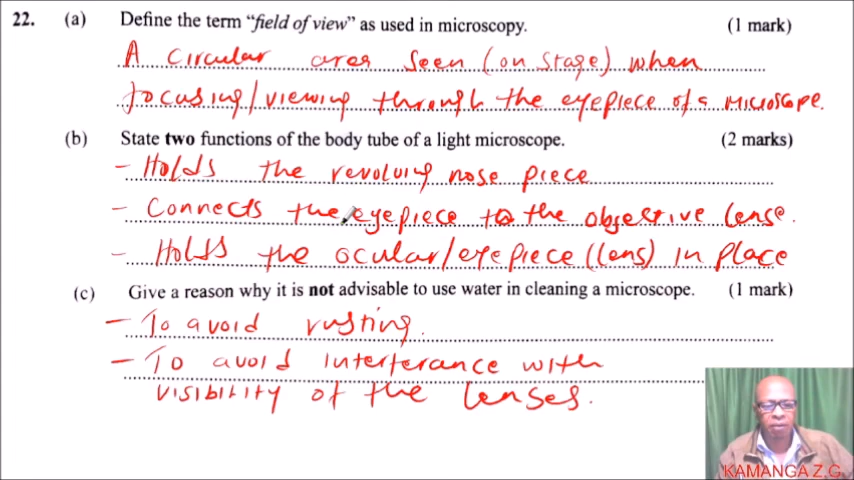 22. (a) Define the term "field of view" as used in microscopy. (1 mark)
A circular area seen (on stage) when
focusing/viewing through the eyepiece of a microscope.
(b) State two functions of the body tube of a light microscope. (2 marks)
- Holds the revolving nose piece
- Connects the eyepiece to the objective lense.
- Holds the ocular/eyepiece (lens) in place
(c) Give a reason why it is not advisable to use water in cleaning a microscope. (1 mark)
- To avoid rusting.
- To avoid interferance with
visibility of the lenses.
KAMANGA Z.G.